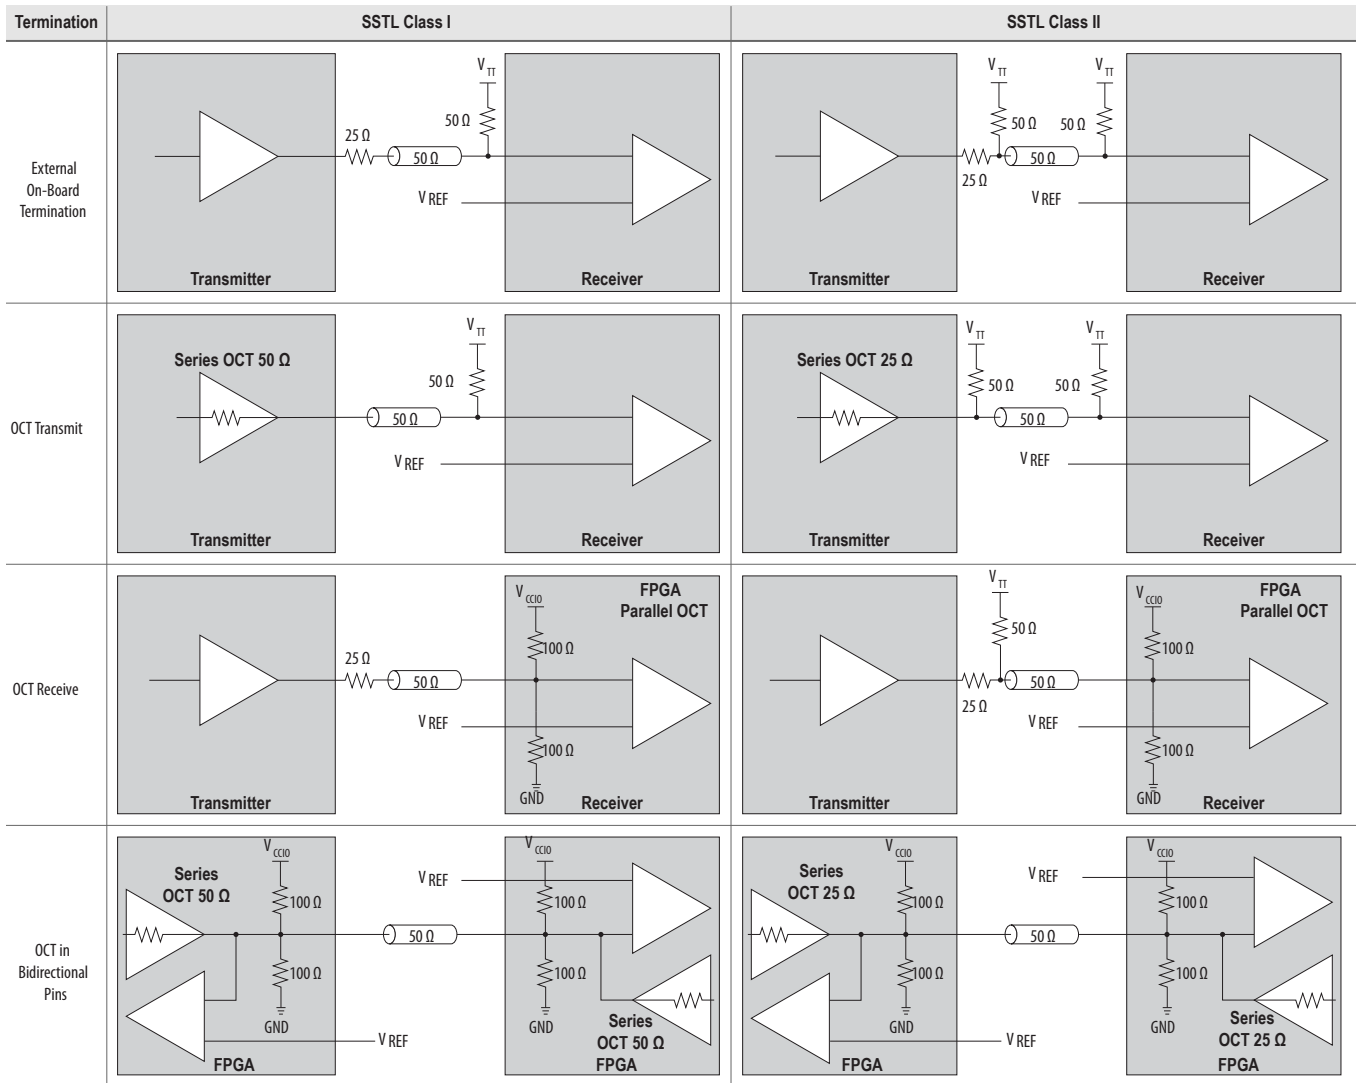 Termination
SSTL Class I
SSTL Class II
External
On-Board
Termination
V TT
50 Ω
25 Ω
50 Ω
V REF
Transmitter
Receiver
V TT
V TT
50 Ω
50 Ω
50 Ω
25 Ω
V REF
Transmitter
Receiver
OCT Transmit
Series OCT 50 Ω
V TT
50 Ω
50 Ω
V REF
Transmitter
Receiver
Series OCT 25 Ω
V TT
V TT
50 Ω
50 Ω
50 Ω
V REF
Transmitter
Receiver
OCT Receive
25 Ω
50 Ω
V REF
V CCIO
FPGA
Parallel OCT
100 Ω
100 Ω
GND
Transmitter
Receiver
V TT
50 Ω
25 Ω
50 Ω
V REF
V CCIO
FPGA
Parallel OCT
100 Ω
100 Ω
GND
Transmitter
Receiver
OCT in
Bidirectional
Pins
Series
OCT 50 Ω
V CCIO
100 Ω
100 Ω
GND
V REF
FPGA
50 Ω
V REF
V CCIO
100 Ω
100 Ω
GND
Series
OCT 50 Ω
FPGA
Series
OCT 25 Ω
V CCIO
100 Ω
100 Ω
GND
V REF
FPGA
50 Ω
V REF
V CCIO
100 Ω
100 Ω
GND
Series
OCT 25 Ω
FPGA